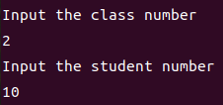 Input the class number
2
Input the student number
10